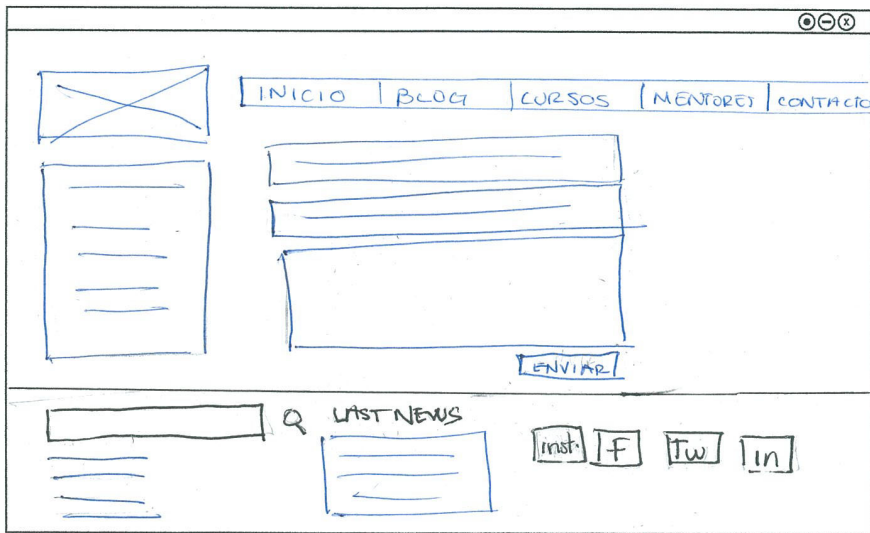 INICIO BLOG CURSOS MENTORES CONTACTO
ENVIAR
LAST NEWS
inst. F Tw in